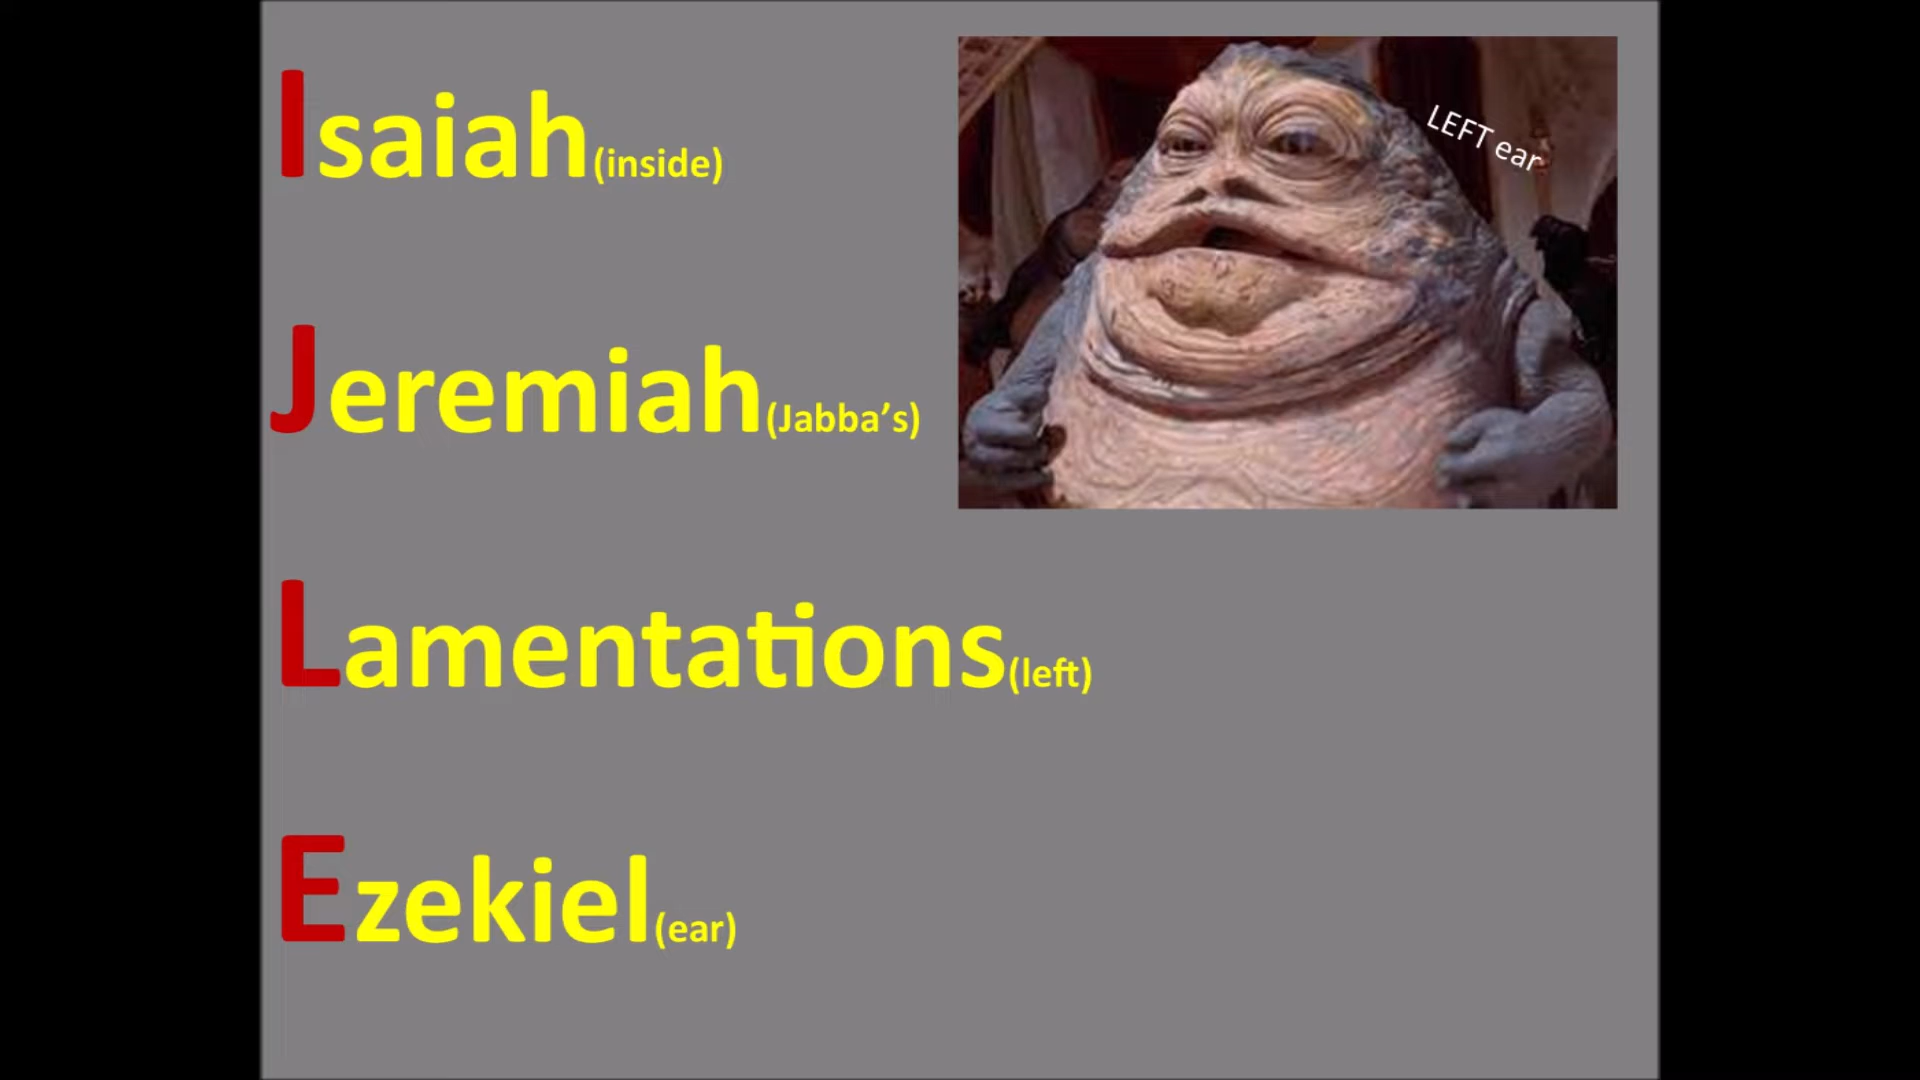 Isaiah(inside)
LEFT ear
Jeremiah(Jabba’s)
Lamentations(left)
Ezekiel(ear)